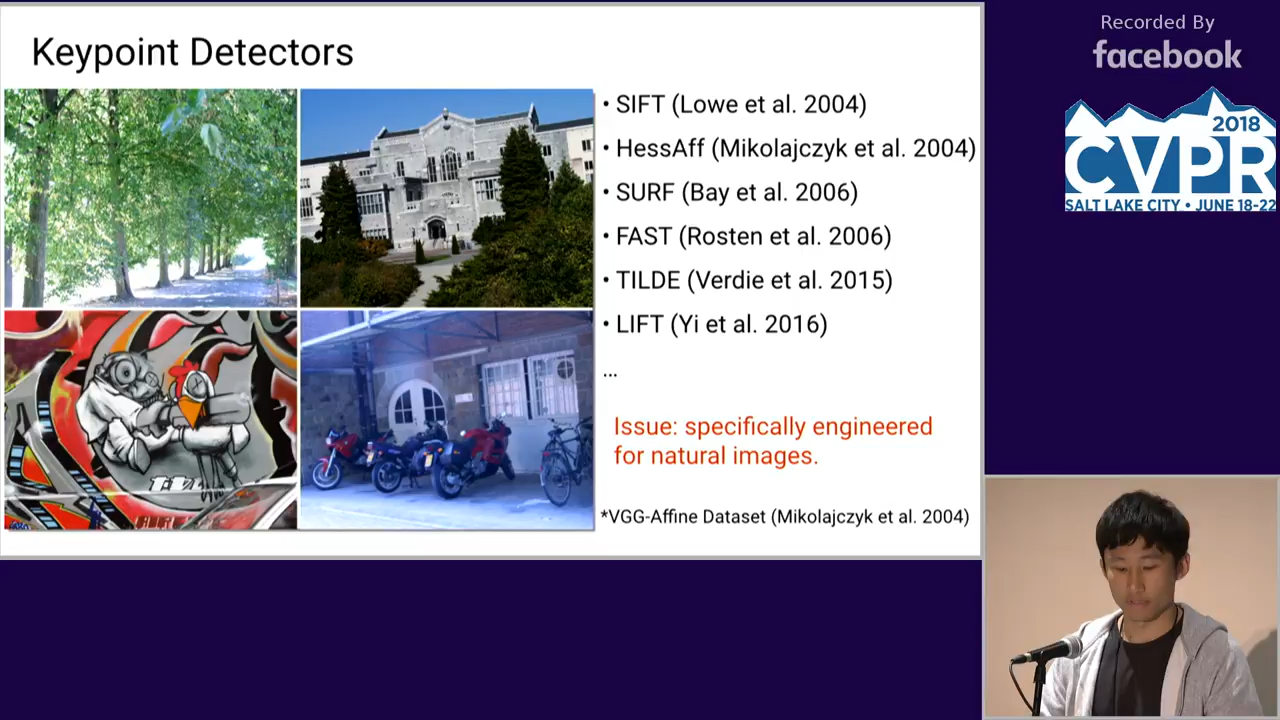 Keypoint Detectors
• SIFT (Lowe et al. 2004)
• HessAff (Mikolajczyk et al. 2004)
• SURF (Bay et al. 2006)
• FAST (Rosten et al. 2006)
• TILDE (Verdie et al. 2015)
• LIFT (Yi et al. 2016)
...
Issue: specifically engineered
for natural images.
*VGG-Affine Dataset (Mikolajczyk et al. 2004)
Recorded By
facebook
2018
CVPR
SALT LAKE CITY • JUNE 18-22